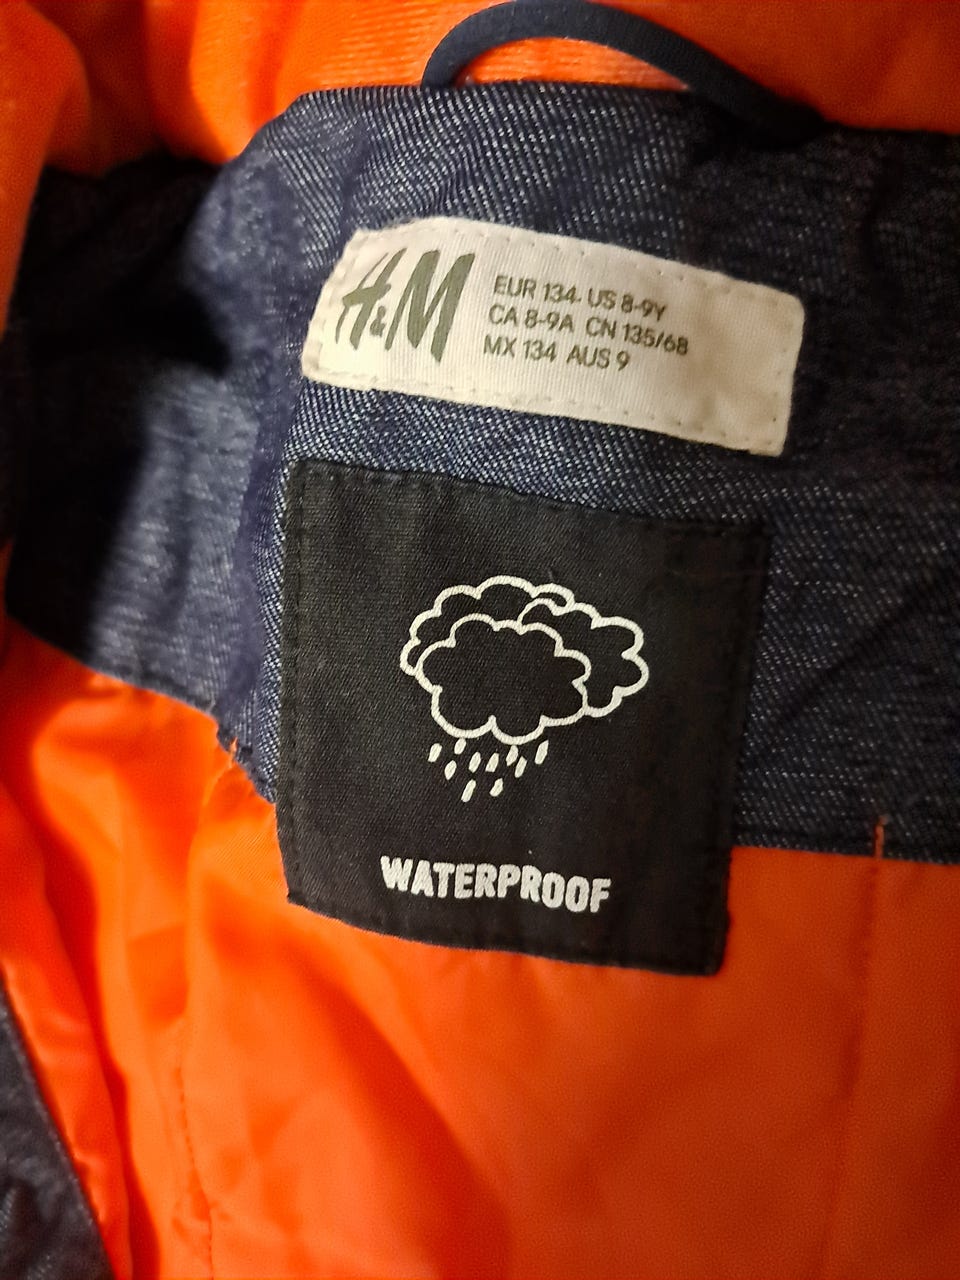 H&M
EUR 134 US 8-9Y
CA 8-9A CN 135/68
MX 134 AUS 9
WATERPROOF